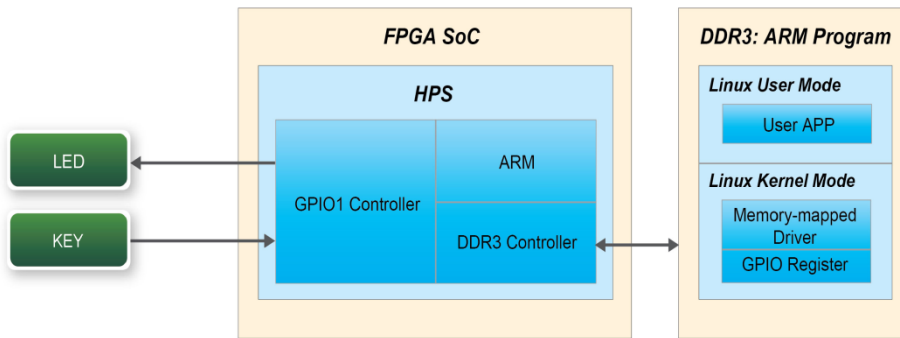 FPGA SoC
HPS
LED
KEY
GPIO1 Controller
ARM
DDR3 Controller
DDR3: ARM Program
Linux User Mode
User APP
Linux Kernel Mode
Memory-mapped
Driver
GPIO Register